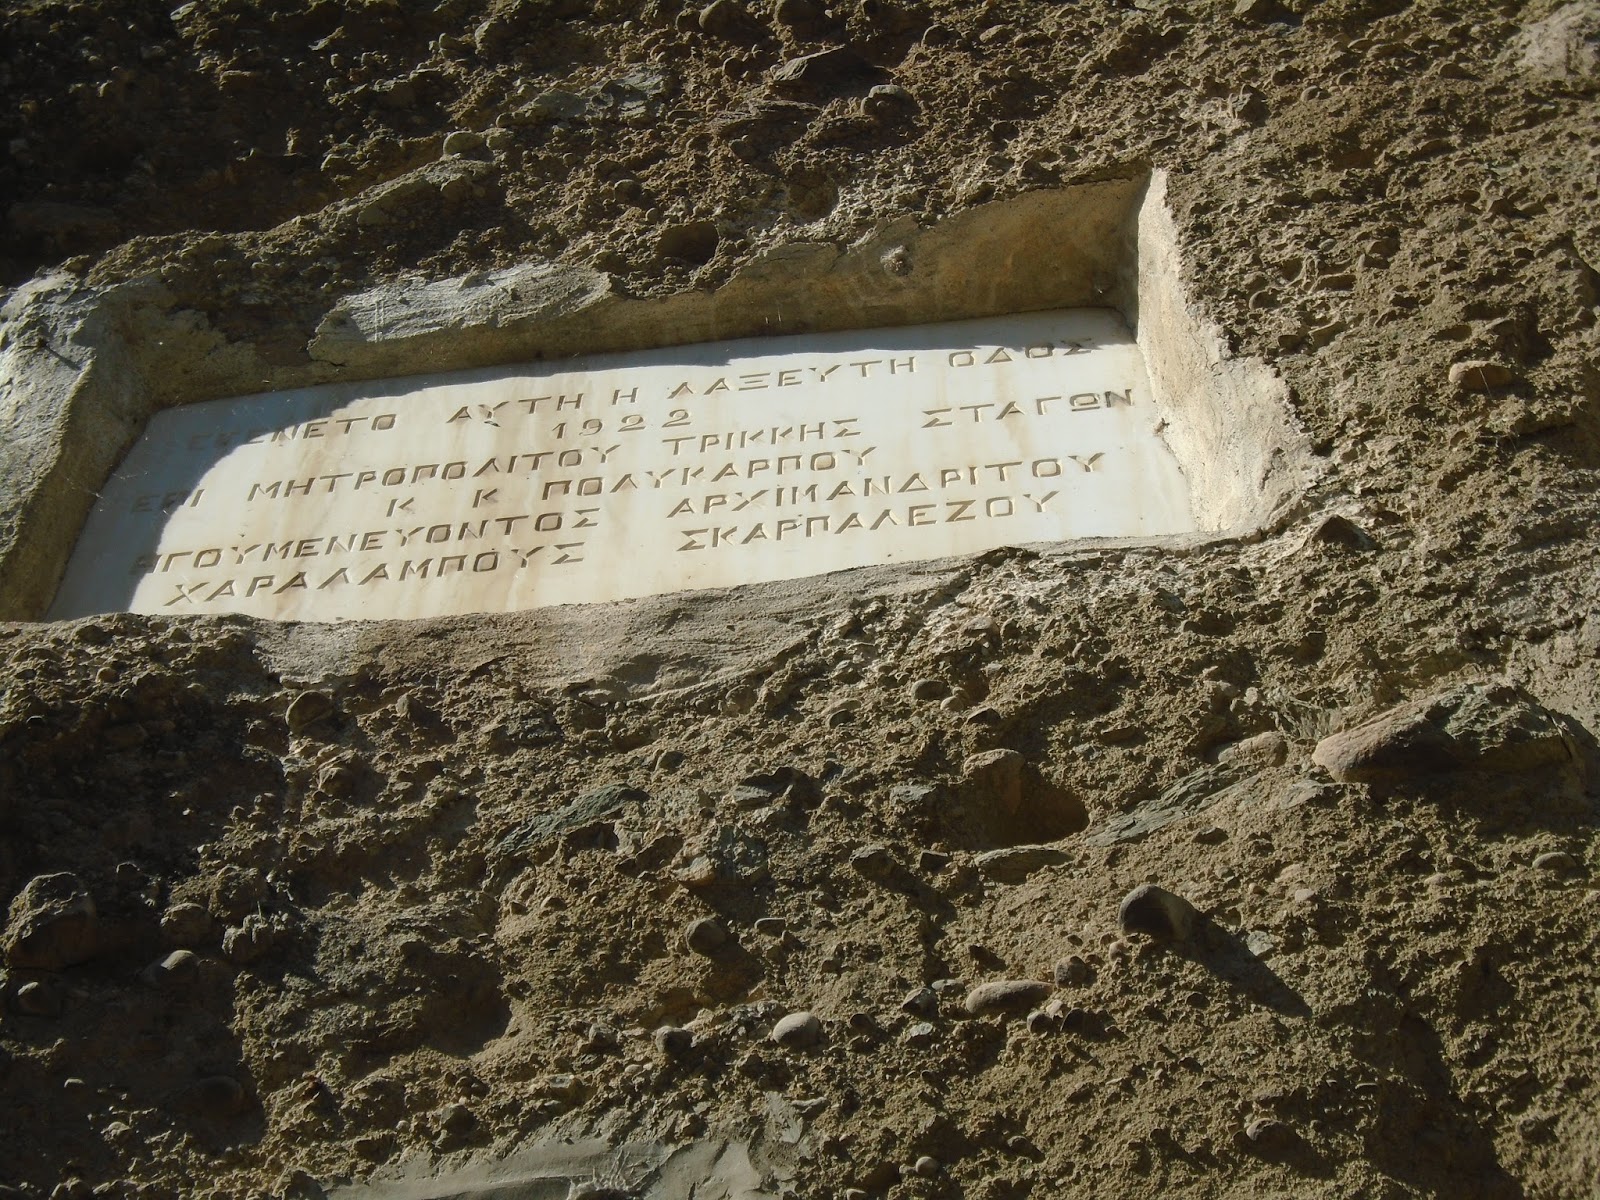 ΕΓΕΝΕΤΟ ΑΥΤΗ Η ΛΑΞΕΥΤΗ ΟΔΟΣ
1922
ΕΠΙ ΜΗΤΡΟΠΟΛΙΤΟΥ ΤΡΙΚΚΗΣ ΣΤΑΓΩΝ
Κ Κ ΠΟΛΥΚΑΡΠΟΥ
ΗΓΟΥΜΕΝΕΥΟΝΤΟΣ ΑΡΧΙΜΑΝΔΡΙΤΟΥ
ΧΑΡΑΛΑΜΠΟΥΣ ΣΚΑΡΠΑΛΕΖΟΥ